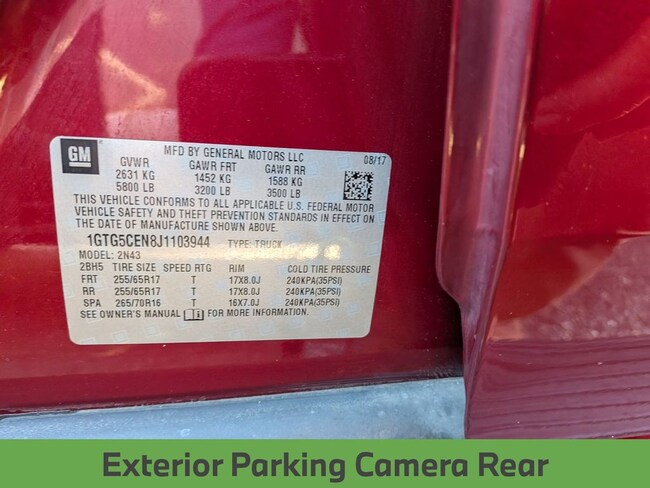 GM
MFD BY GENERAL MOTORS LLC 08/17
GVWR GAWR FRT GAWR RR
2631 KG 1452 KG 1588 KG
5800 LB 3200 LB 3500 LB
THIS VEHICLE CONFORMS TO ALL APPLICABLE U.S. FEDERAL MOTOR
VEHICLE SAFETY AND THEFT PREVENTION STANDARDS IN EFFECT ON
THE DATE OF MANUFACTURE SHOWN ABOVE.
1GTG5CEN8J1103944 TYPE: TRUCK
MODEL: 2N43
2BH5 TIRE SIZE SPEED RTG RIM COLD TIRE PRESSURE
FRT 255/65R17 T 17X8.0J 240KPA(35PSI)
RR 255/65R17 T 17X8.0J 240KPA(35PSI)
SPA 265/70R16 T 16X7.0J 240KPA(35PSI)
SEE OWNER'S MANUAL FOR MORE INFORMATION.
Exterior Parking Camera Rear